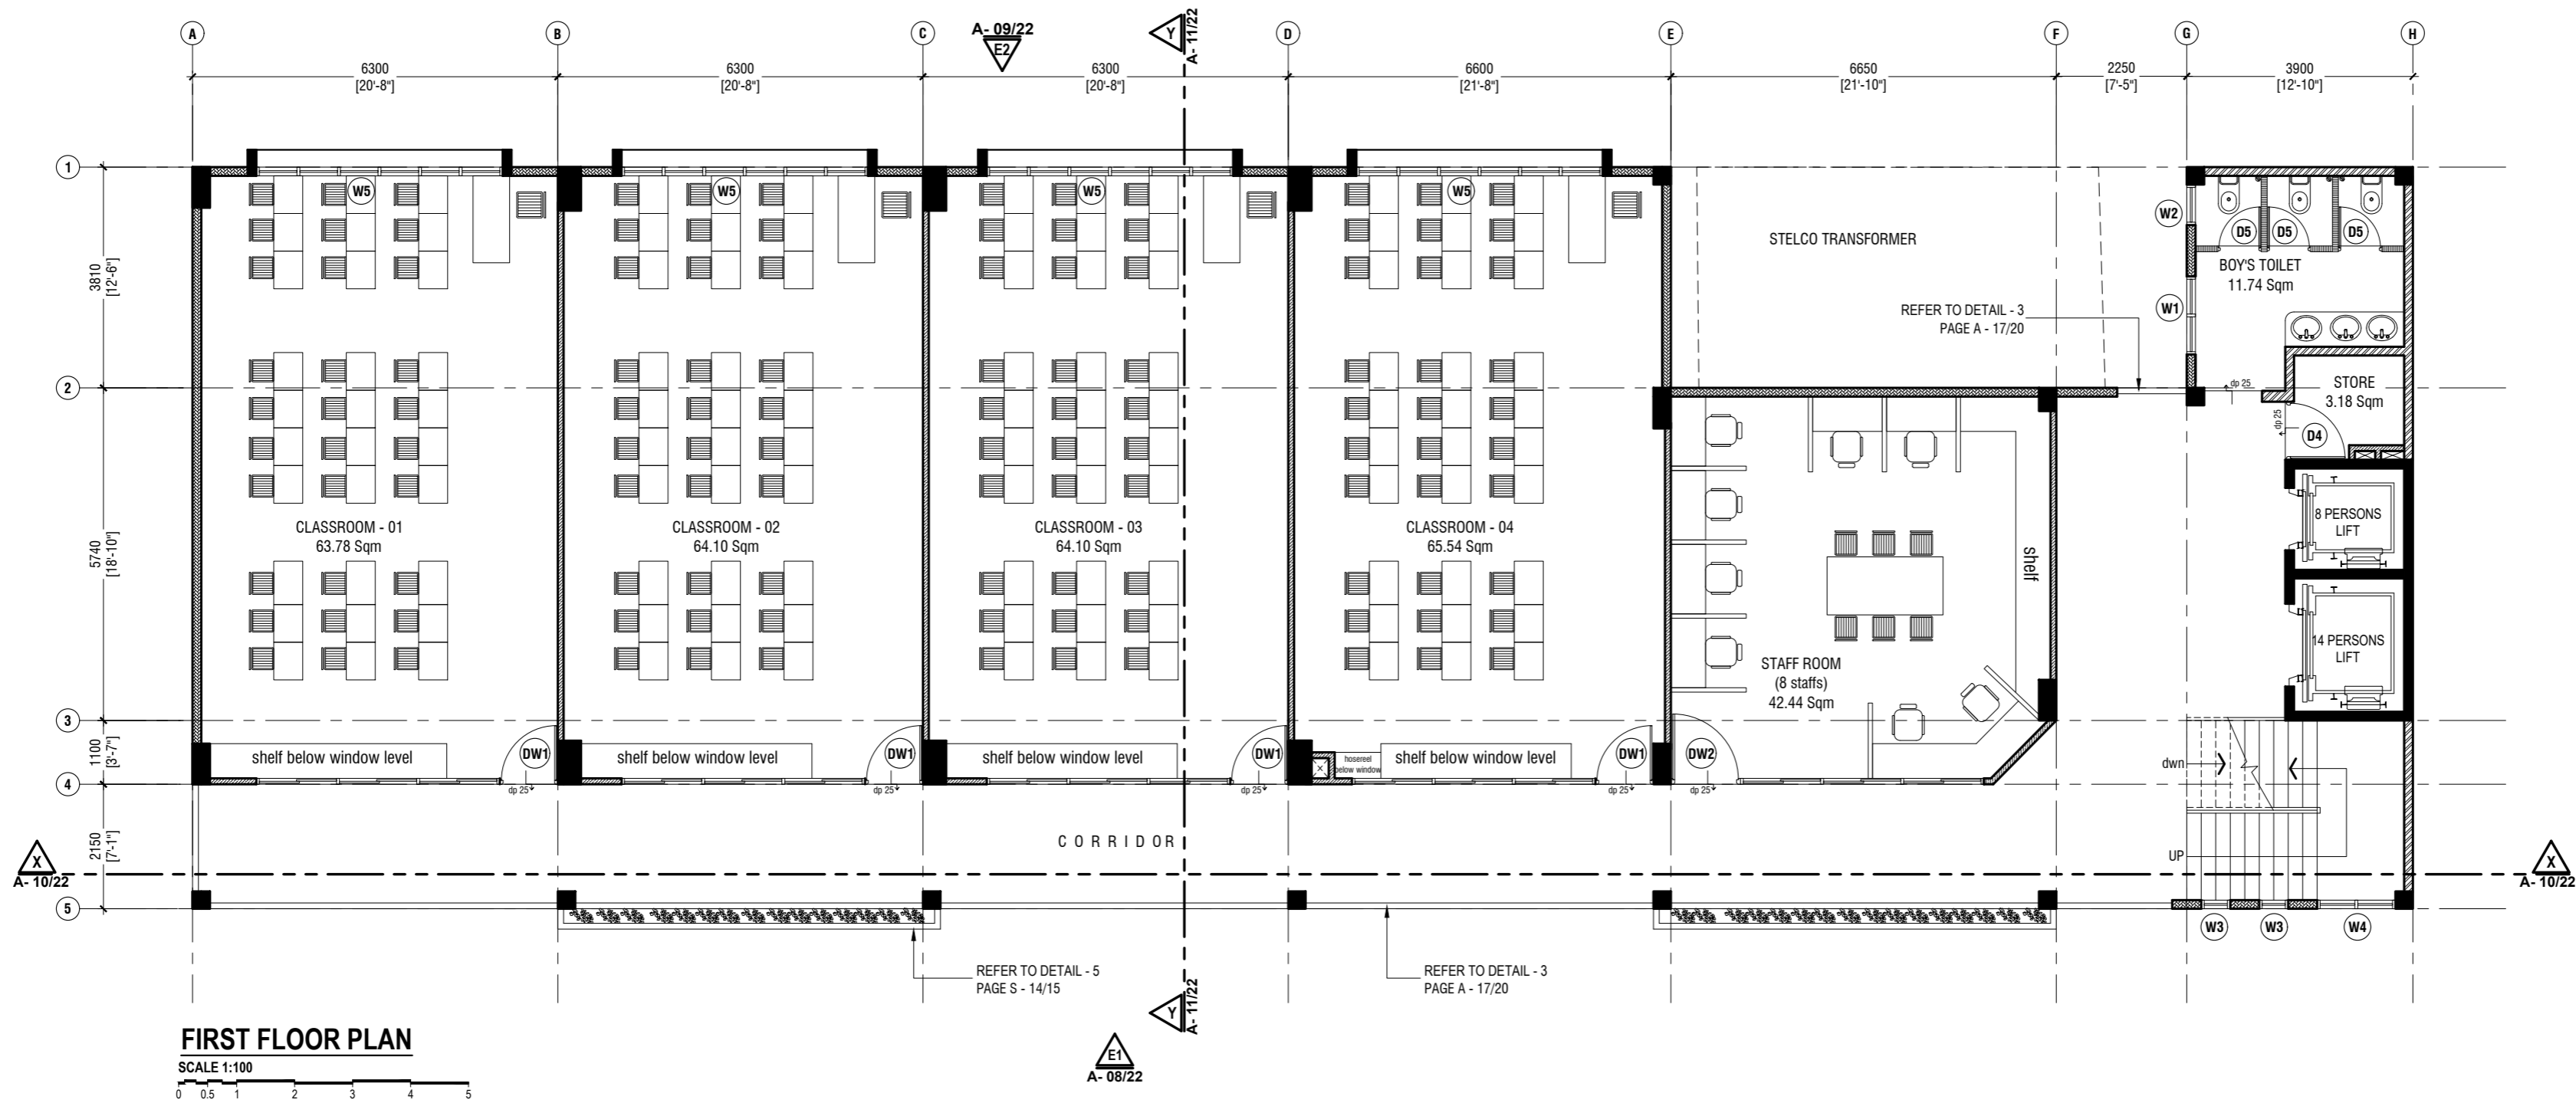 A
B
C
A- 09/22
E2
Y
A- 11/22
D
E
F
G
H
6300
[20'-8"]
6300
[20'-8"]
6300
[20'-8"]
6600
[21'-8"]
6650
[21'-10"]
2250
[7'-5"]
3900
[12'-10"]
1
2
3
4
5
3810
[12'-6"]
5740
[18'-10"]
1100
[3'-7"]
2150
[7'-1"]
W5
W5
W5
W5
STELCO TRANSFORMER
REFER TO DETAIL - 3
PAGE A - 17/20
W2
W1
D5
D5
D5
BOY'S TOILET
11.74 Sqm
dp 25
STORE
3.18 Sqm
dp 25
D4
8 PERSONS
LIFT
14 PERSONS
LIFT
CLASSROOM - 01
63.78 Sqm
CLASSROOM - 02
64.10 Sqm
CLASSROOM - 03
64.10 Sqm
CLASSROOM - 04
65.54 Sqm
shelf
STAFF ROOM
(8 staffs)
42.44 Sqm
shelf below window level
DW1
dp 25
shelf below window level
DW1
dp 25
shelf below window level
DW1
dp 25
X
hosereel
below window
shelf below window level
DW1
dp 25
DW2
dp 25
dwn
UP
CORRIDOR
X
A- 10/22
X
A- 10/22
W3
W3
W4
REFER TO DETAIL - 5
PAGE S - 14/15
REFER TO DETAIL - 3
PAGE A - 17/20
Y
A- 11/22
E1
A- 08/22
FIRST FLOOR PLAN
SCALE 1:100
0 0.5 1 2 3 4 5